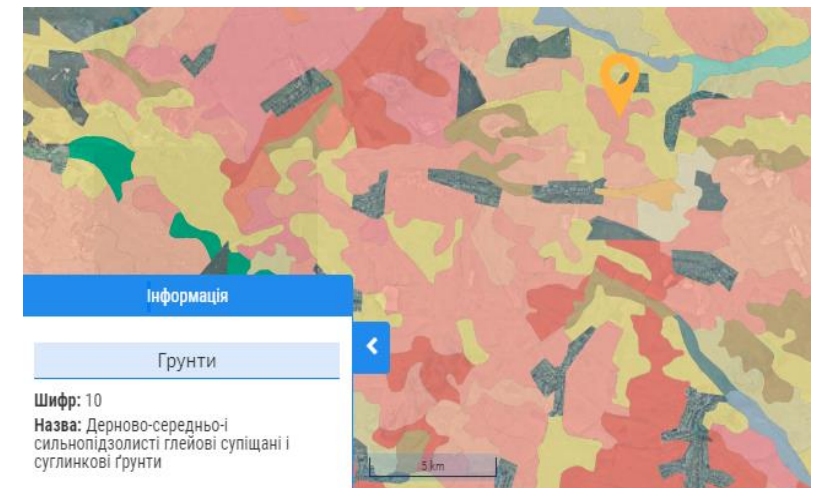 Інформація
Грунти
Шифр: 10
Назва: Дерново-середньо-і
сильнопідзолисті глейові супіщані і
суглинкові ґрунти
5 km